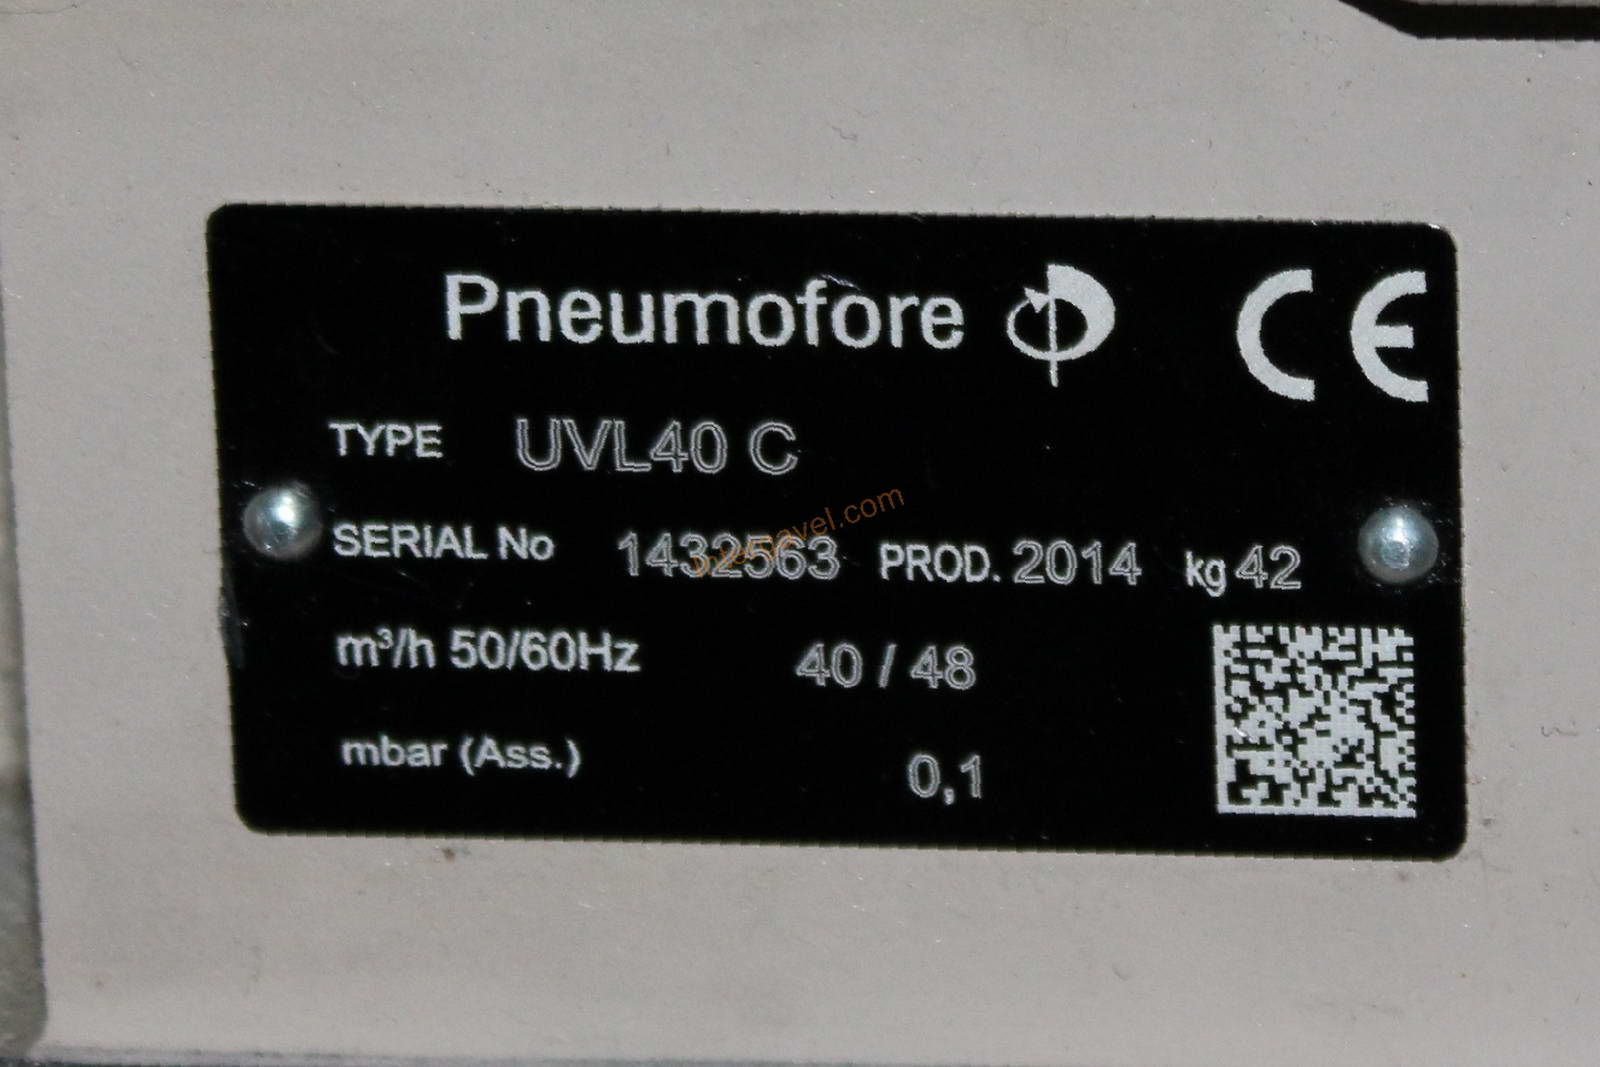 Pneumofore CE
TYPE UVL40 C
SERIAL No 1432563 PROD. 2014 kg 42
m³/h 50/60Hz 40 / 48
mbar (Ass.) 0,1